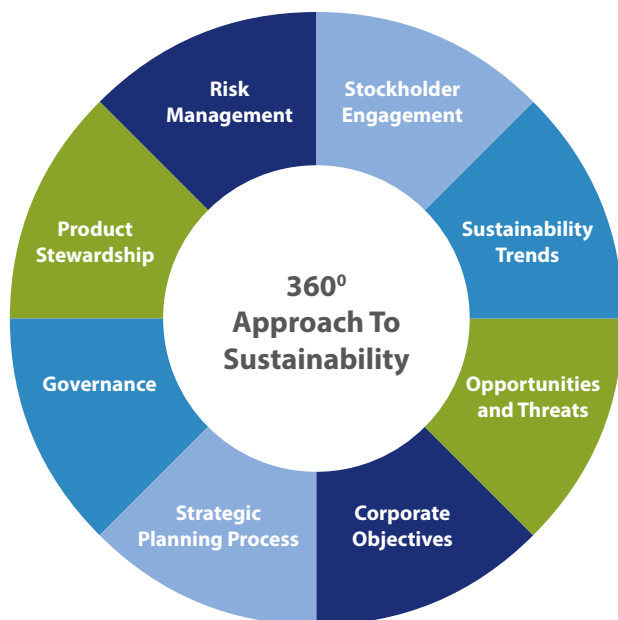 Risk
Management
Stockholder
Engagement
Product
Stewardship
Sustainability
Trends
360⁰
Approach To
Sustainability
Governance
Opportunities
and Threats
Strategic
Planning Process
Corporate
Objectives